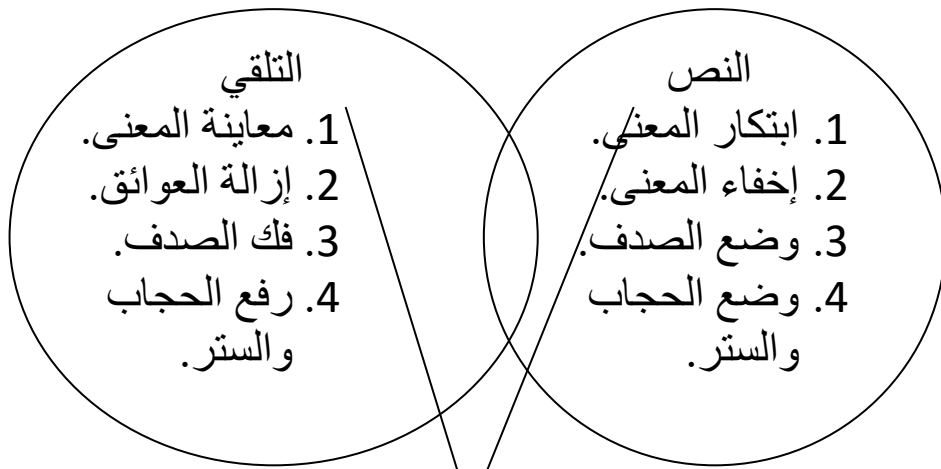 النص
1. ابتكار المعنى.
2. إخفاء المعنى.
3. وضع الصدف.
4. وضع الحجاب
والستر.
التلقي
1. معاينة المعنى.
2. إزالة العوائق.
3. فك الصدف.
4. رفع الحجاب
والستر.